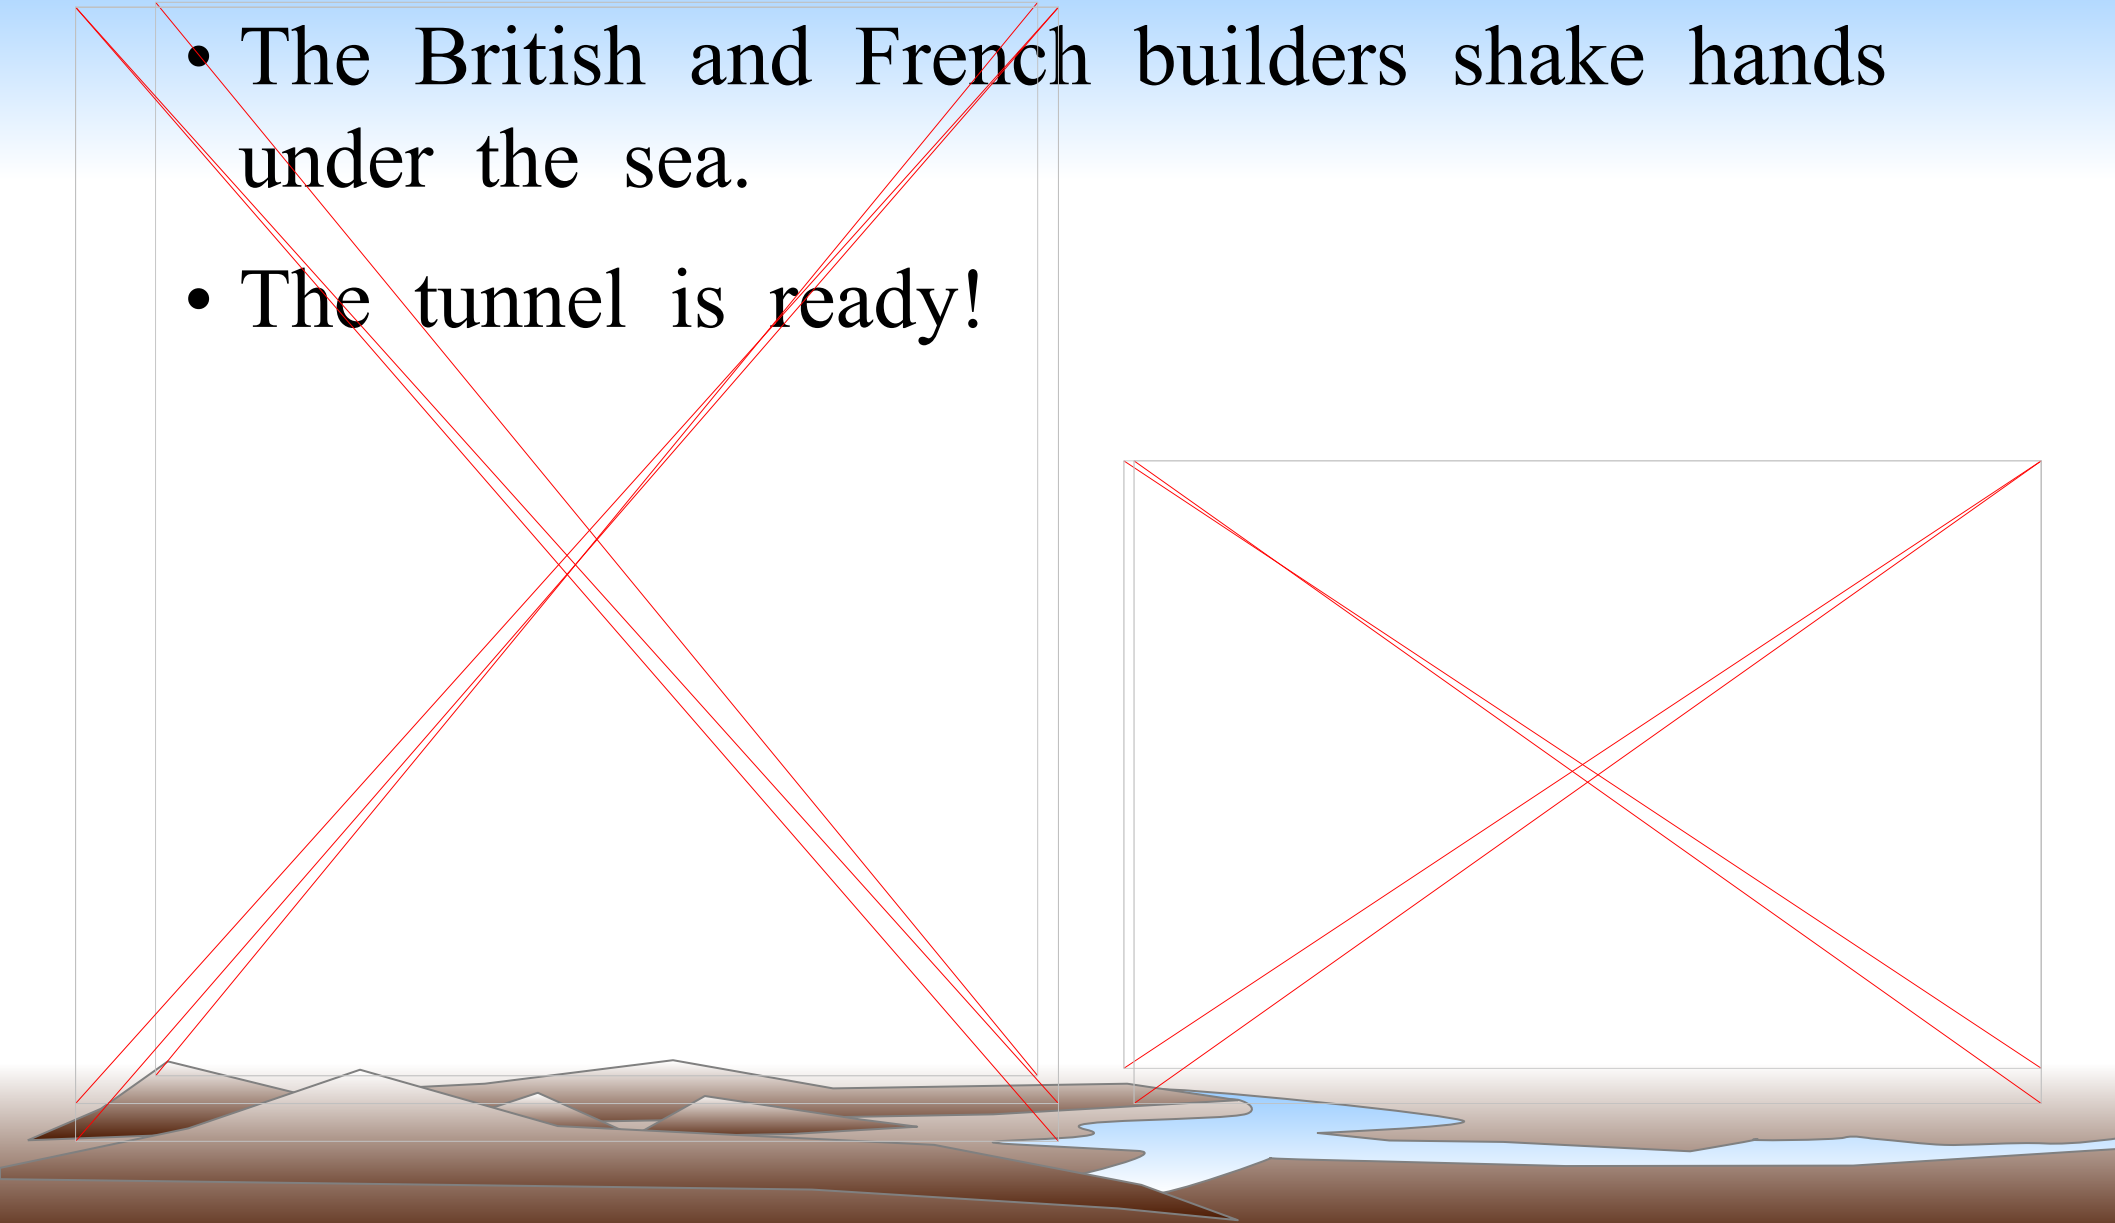 • The British and French builders shake hands
under the sea.
• The tunnel is ready!